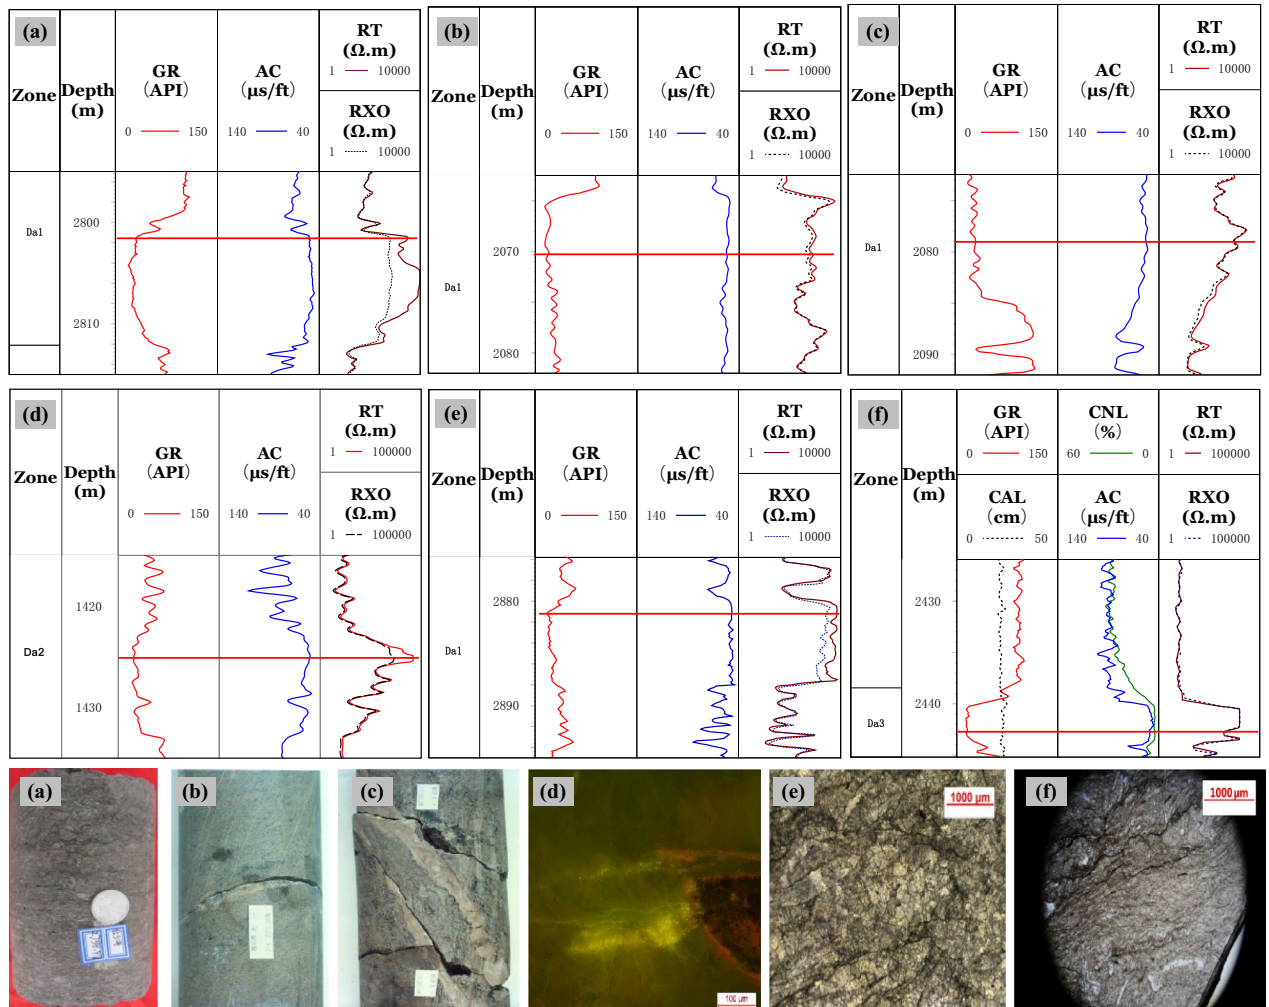 (a)
Zone
Depth
(m)
GR
(API)
0 150
AC
(μs/ft)
140 40
RT
(Ω.m)
1 10000
RXO
(Ω.m)
1 10000
Da1
2800
2810
(b)
Zone
Depth
(m)
GR
(API)
0 150
AC
(μs/ft)
140 40
RT
(Ω.m)
1 10000
RXO
(Ω.m)
1 10000
Da1
2070
2080
(c)
Zone
Depth
(m)
GR
(API)
0 150
AC
(μs/ft)
140 40
RT
(Ω.m)
1 10000
RXO
(Ω.m)
1 10000
Da1
2080
2090
(d)
Zone
Depth
(m)
GR
(API)
0 150
AC
(μs/ft)
140 40
RT
(Ω.m)
1 100000
RXO
(Ω.m)
1 100000
Da2
1420
1430
(e)
Zone
Depth
(m)
GR
(API)
0 150
AC
(μs/ft)
140 40
RT
(Ω.m)
1 10000
RXO
(Ω.m)
1 10000
Da1
2880
2890
(f)
Zone
Depth
(m)
GR
(API)
0 150
CAL
(cm)
0 50
CNL
(%)
60 0
AC
(μs/ft)
140 40
RT
(Ω.m)
1 100000
RXO
(Ω.m)
1 100000
Da3
2430
2440
(a)
(b)
(c)
(d)
100 μm
(e)
1000 μm
(f)
1000 μm